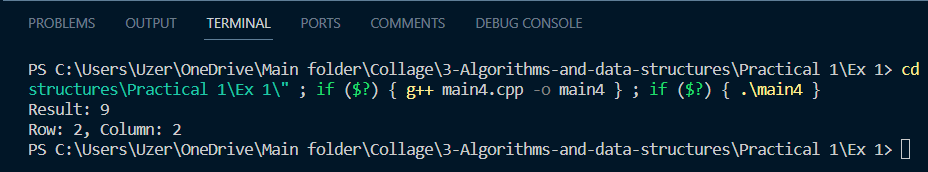 PROBLEMS OUTPUT TERMINAL PORTS COMMENTS DEBUG CONSOLE
PS C:\Users\Uzer\OneDrive\Main folder\Collage\3-Algorithms-and-data-structures\Practical 1\Ex 1> cd
structures\Practical 1\Ex 1\" ; if ($?) { g++ main4.cpp -o main4 } ; if ($?) { .\main4 }
Result: 9
Row: 2, Column: 2
PS C:\Users\Uzer\OneDrive\Main folder\Collage\3-Algorithms-and-data-structures\Practical 1\Ex 1>